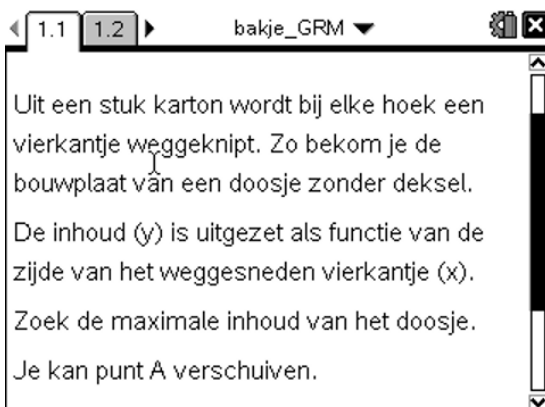 1.1 1.2 bakje_GRM
Uit een stuk karton wordt bij elke hoek een
vierkantje weggeknipt. Zo bekom je de
bouwplaat van een doosje zonder deksel.
De inhoud (y) is uitgezet als functie van de
zijde van het weggesneden vierkantje (x).
Zoek de maximale inhoud van het doosje.
Je kan punt A verschuiven.